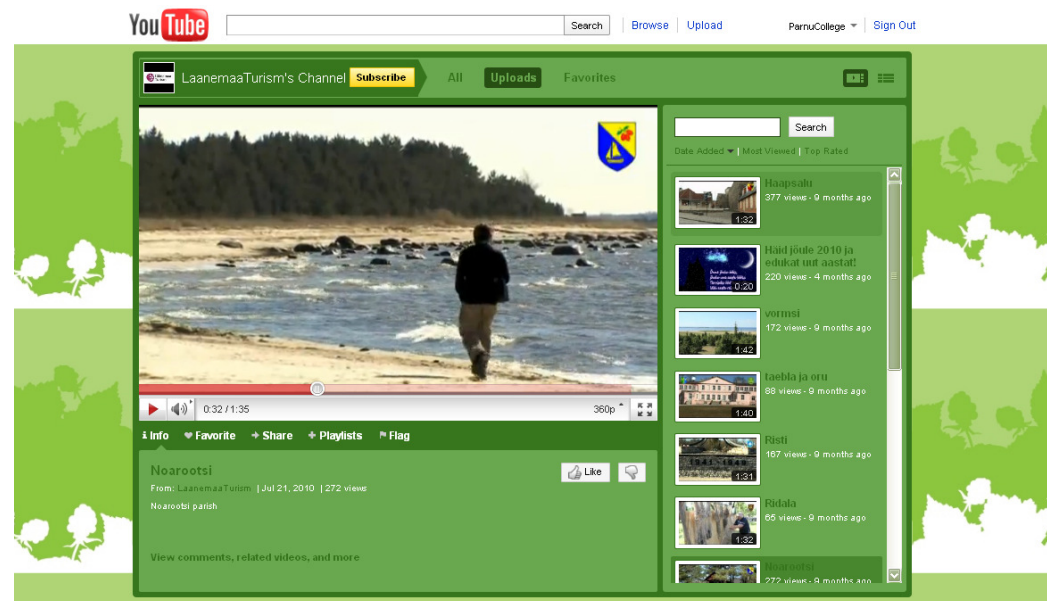 You Tube
Search
Browse
Upload
ParnuCollege
Sign Out
LaanemaaTurism's Channel
Subscribe
All
Uploads
Favorites
Search
Date Added | Most Viewed | Top Rated
Haapsalu
377 views - 9 months ago
1:32
Häid jõule 2010 ja
edukat uut aastat!
220 views - 4 months ago
0:20
vormsi
172 views - 9 months ago
1:42
taebla ja oru
88 views - 9 months ago
1:40
Risti
167 views - 9 months ago
1941-1949
1:31
Ridala
65 views - 9 months ago
1:32
Noarootsi
272 views - 9 months ago
0:32 / 1:35
360p
Info
Favorite
Share
Playlists
Flag
Noarootsi
Like
From: LaanemaaTurism | Jul 21, 2010 | 272 views
Noarootsi parish
View comments, related videos, and more